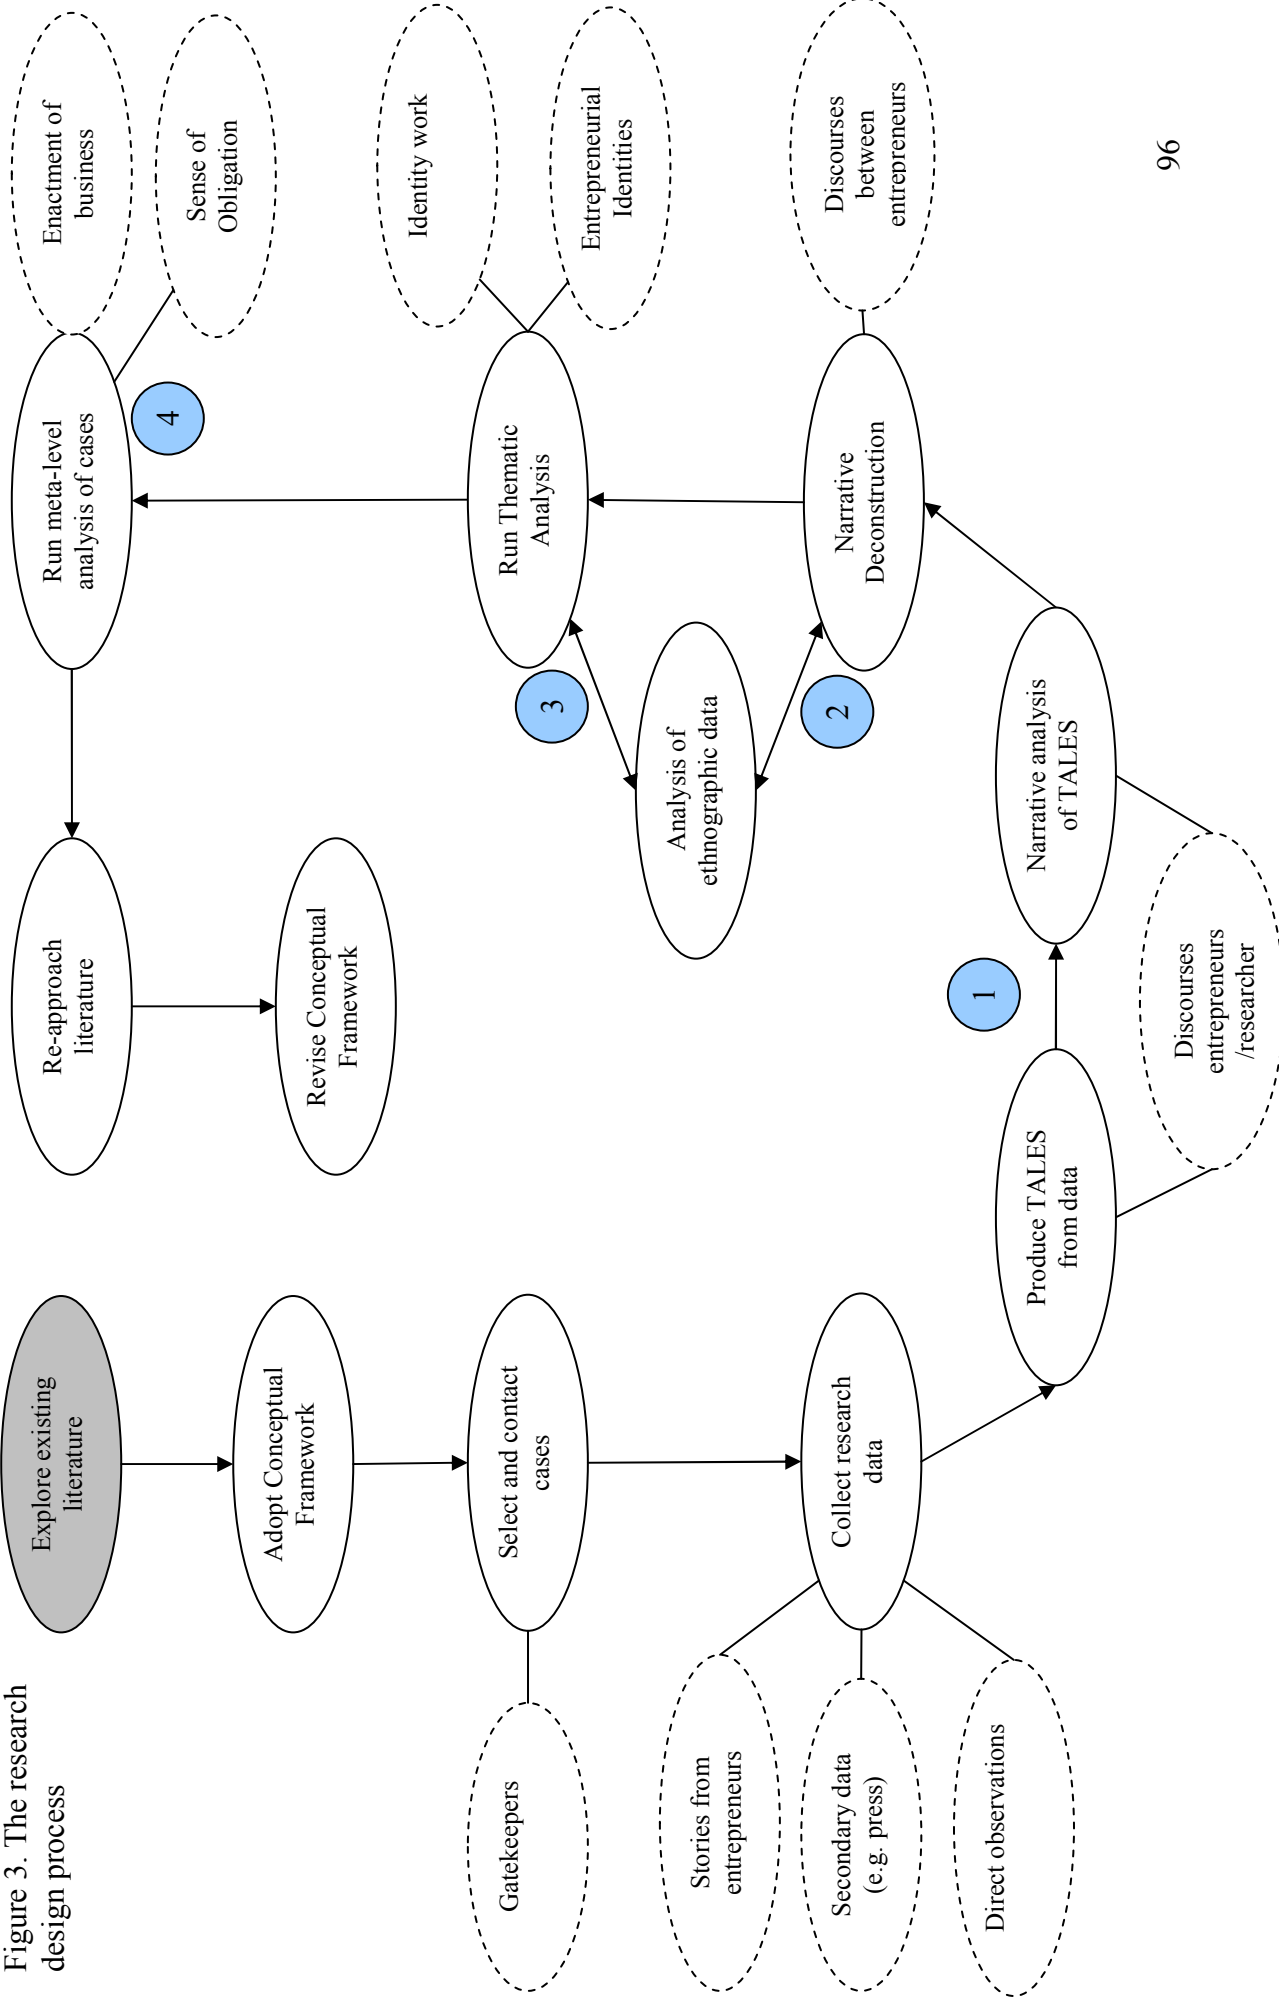 Figure 3. The research
design process
Explore existing
literature
Adopt Conceptual
Framework
Select and contact
cases
Gatekeepers
Collect research
data
Stories from
entrepreneurs
Secondary data
(e.g. press)
Direct observations
Produce TALES
from data
Discourses
entrepreneurs
/researcher
1
Narrative analysis
of TALES
Narrative
Deconstruction
Discourses
between
entrepreneurs
2
Analysis of
ethnographic data
3
Run Thematic
Analysis
Identity work
Entrepreneurial
Identities
4
Run meta-level
analysis of cases
Enactment of
business
Sense of
Obligation
Re-approach
literature
Revise Conceptual
Framework
96